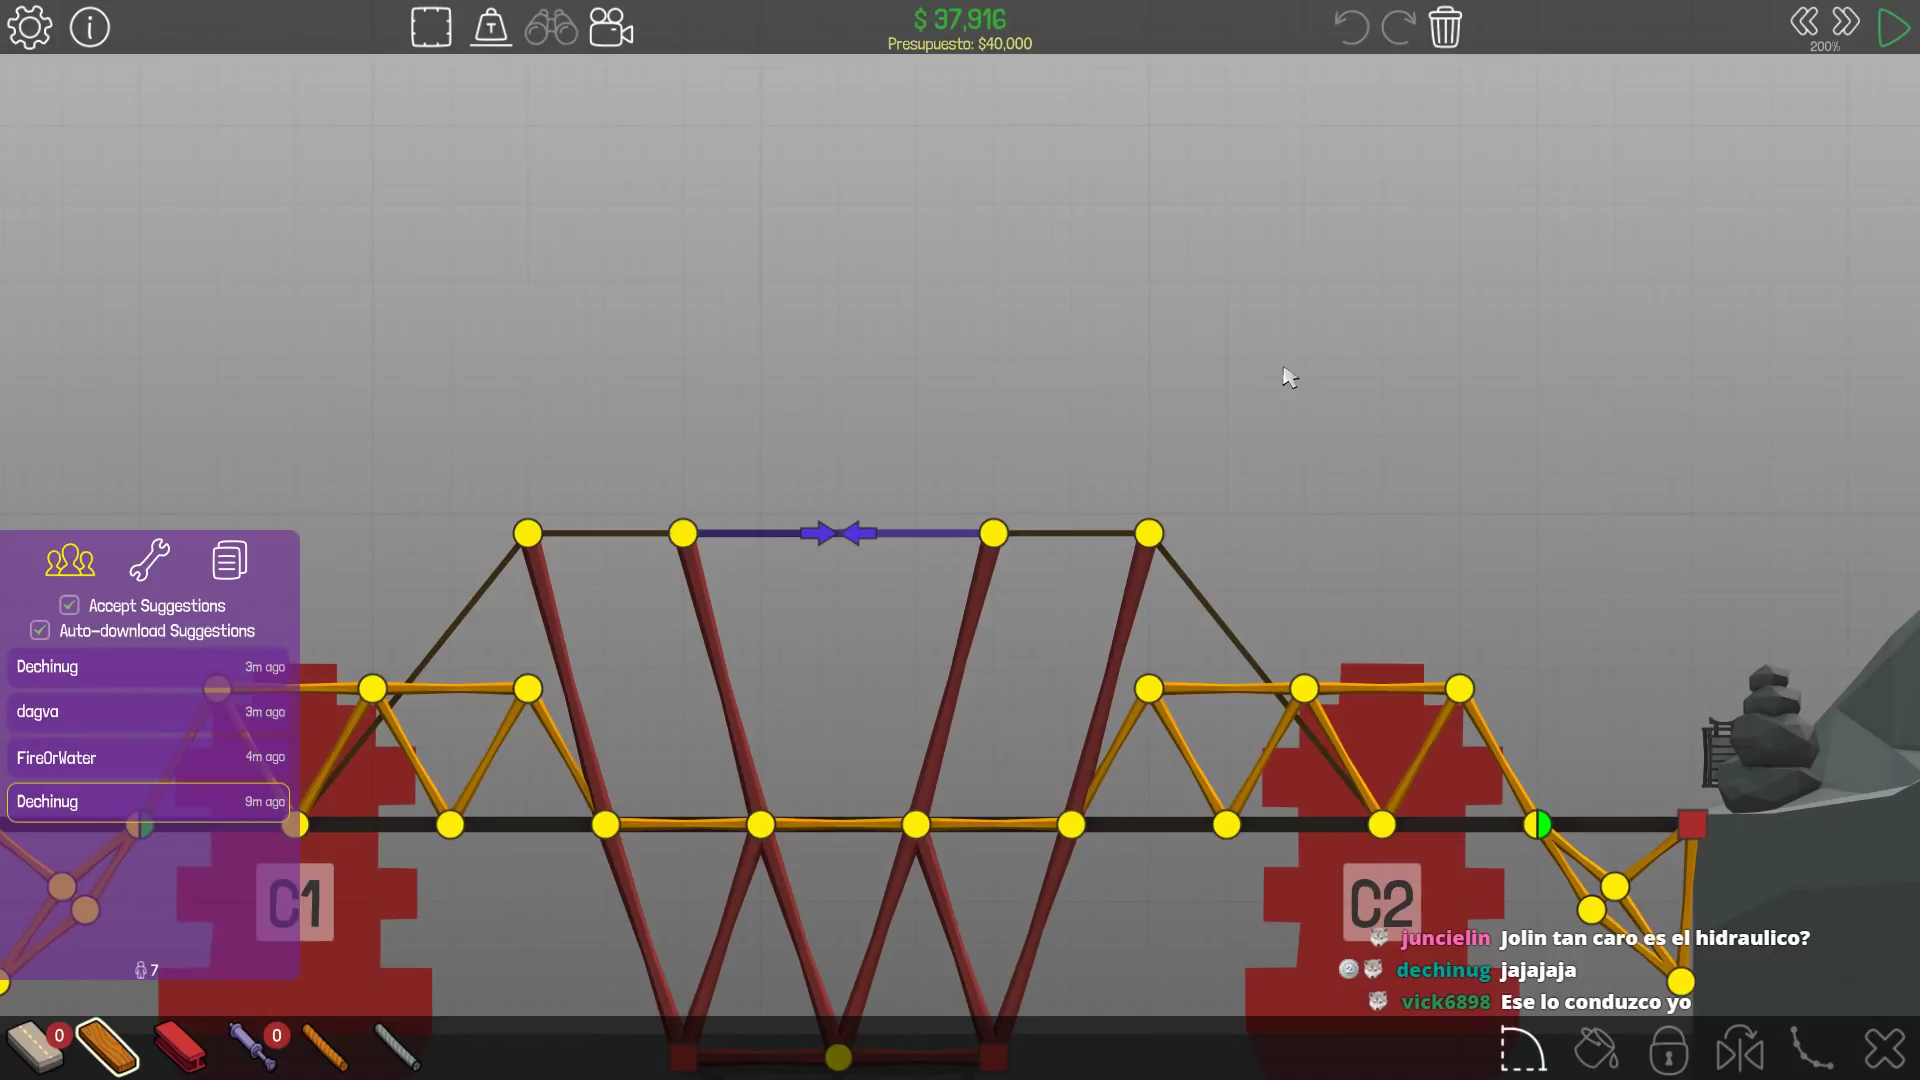 $ 37,916
Presupuesto: $40,000
200%
Accept Suggestions
Auto-download Suggestions
Dechinug 3m ago
dagva 3m ago
FireOrWater 4m ago
Dechinug 9m ago
7
C1
C2
juncielin Jolin tan caro es el hidraulico?
2 dechinug jajajaja
vick6898 Ese lo conduzco yo
0
0